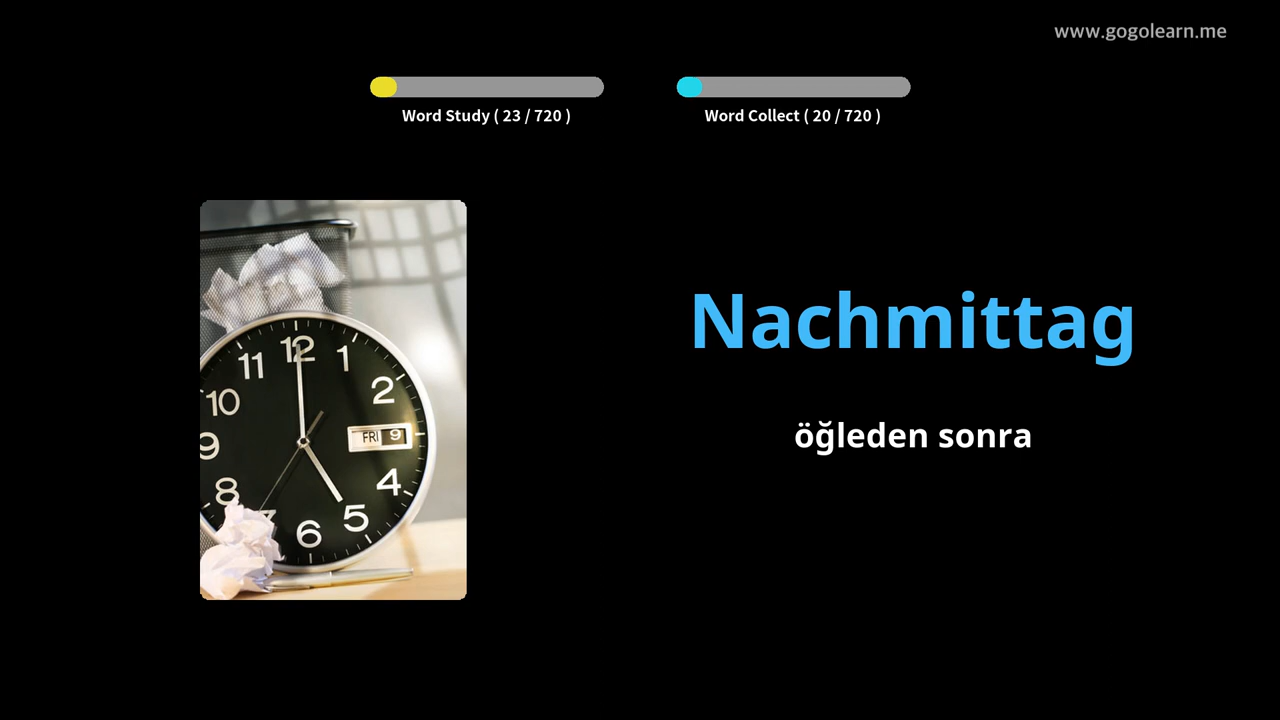 www.gogolearn.me
Word Study ( 23 / 720 )
Word Collect ( 20 / 720 )
12
11
1
10
2
9
FRI 9
8
4
7
5
6
Nachmittag
öğleden sonra